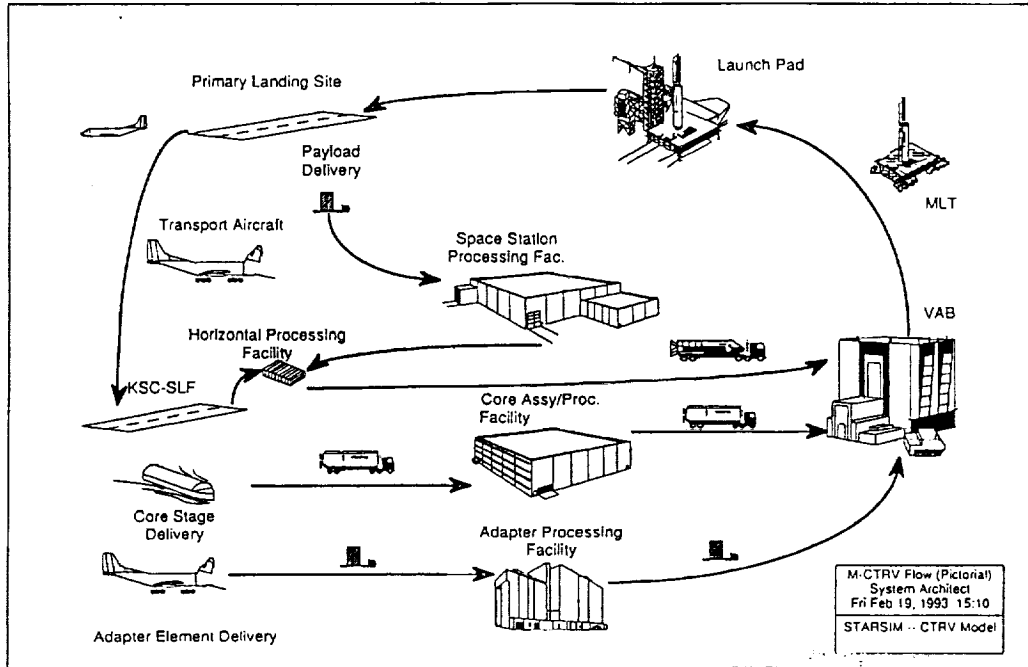 Launch Pad
Primary Landing Site
MLT
Payload
Delivery
Transport Aircraft
Space Station
Processing Fac.
VAB
Horizontal Processing
Facility
KSC-SLF
Core Assy/Proc.
Facility
Core Stage
Delivery
Adapter Processing
Facility
Adapter Element Delivery
M-CTRV Flow (Pictorial)
System Architect
Fri Feb 19, 1993 15:10
STARSIM -- CTRV Model